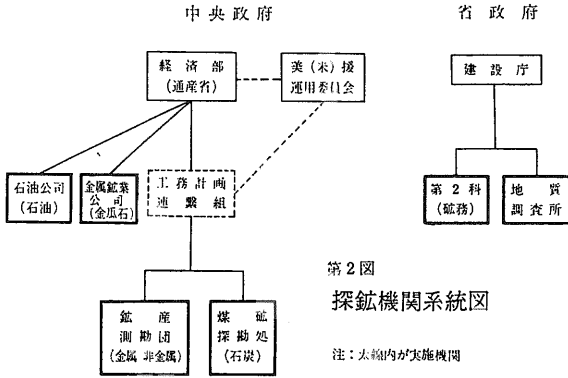 中央政府
省政府
経済部
(通産省)
美(米)援
運用委員会
建設庁
石油公司
(石油)
金属鉱業
公司
(金瓜石)
工務計画
連繋組
第2科
(砿務)
地質
調査所
鉱産
測勘団
(金属 非金属)
煤砿
探勘処
(石炭)
第2図
探鉱機関系統図
注:太線内が実施機関